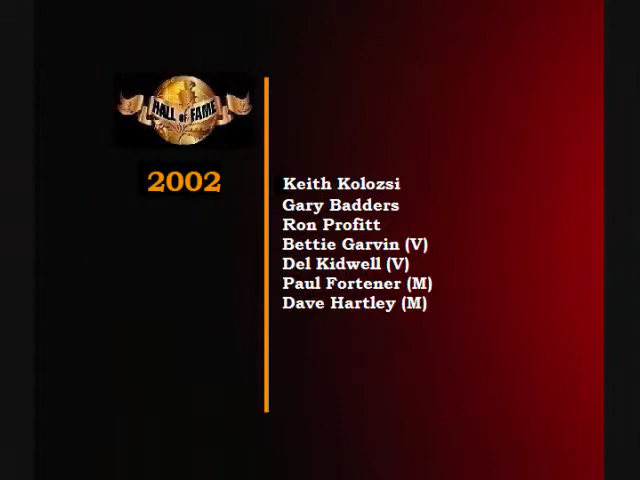 HALL OF FAME
2002
Keith Kolozsi
Gary Badders
Ron Profitt
Bettie Garvin (V)
Del Kidwell (V)
Paul Fortener (M)
Dave Hartley (M)